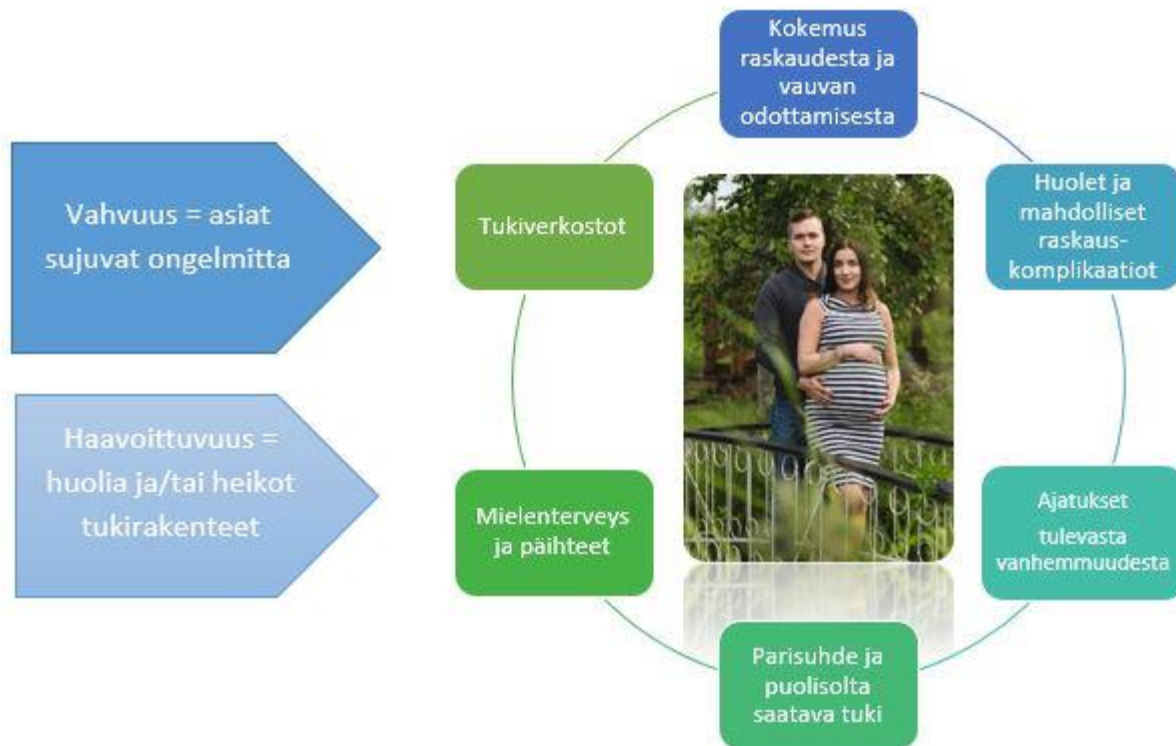 Vahvuus = asiat
sujuvat ongelmitta
Haavoittuvuus =
huolia ja/tai heikot
tukirakenteet
Kokemus
raskaudesta ja
vauvan
odottamisesta
Huolet ja
mahdolliset
raskaus-
komplikaatiot
Ajatukset
tulevasta
vanhemmuudesta
Parisuhde ja
puolisolta
saatava tuki
Mielenterveys
ja päihteet
Tukiverkostot